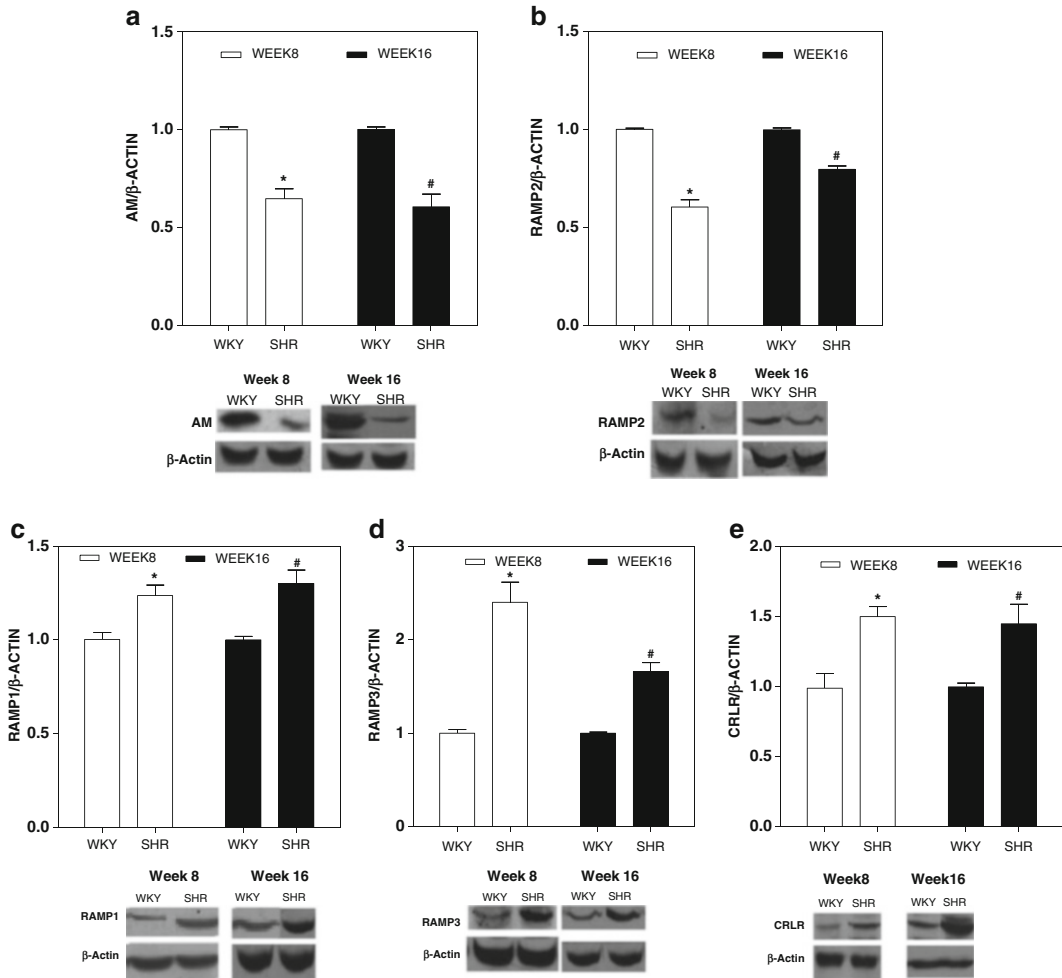 a
1.5
WEEK8 WEEK16
1.0
AM/β-ACTIN
* #
0.5
0.0
WKY SHR WKY SHR
Week 8 Week 16
WKY SHR WKY SHR
AM
β-Actin
b
1.5
WEEK8 WEEK16
1.0
RAMP2/β-ACTIN
* #
0.5
0.0
WKY SHR WKY SHR
Week 8 Week 16
WKY SHR WKY SHR
RAMP2
β-Actin
c
1.5
WEEK8 WEEK16
* #
1.0
RAMP1/β-ACTIN
0.5
0.0
WKY SHR WKY SHR
Week 8 Week 16
WKY SHR WKY SHR
RAMP1
β-Actin
d
3
WEEK8 WEEK16
* #
2
RAMP3/β-ACTIN
1
0
WKY SHR WKY SHR
Week 8 Week 16
WKY SHR WKY SHR
RAMP3
β-Actin
e
2.0
WEEK8 WEEK16
* #
1.5
CRLR/β-ACTIN
1.0
0.5
0.0
WKY SHR WKY SHR
Week8 Week16
WKY SHR WKY SHR
CRLR
β-Actin